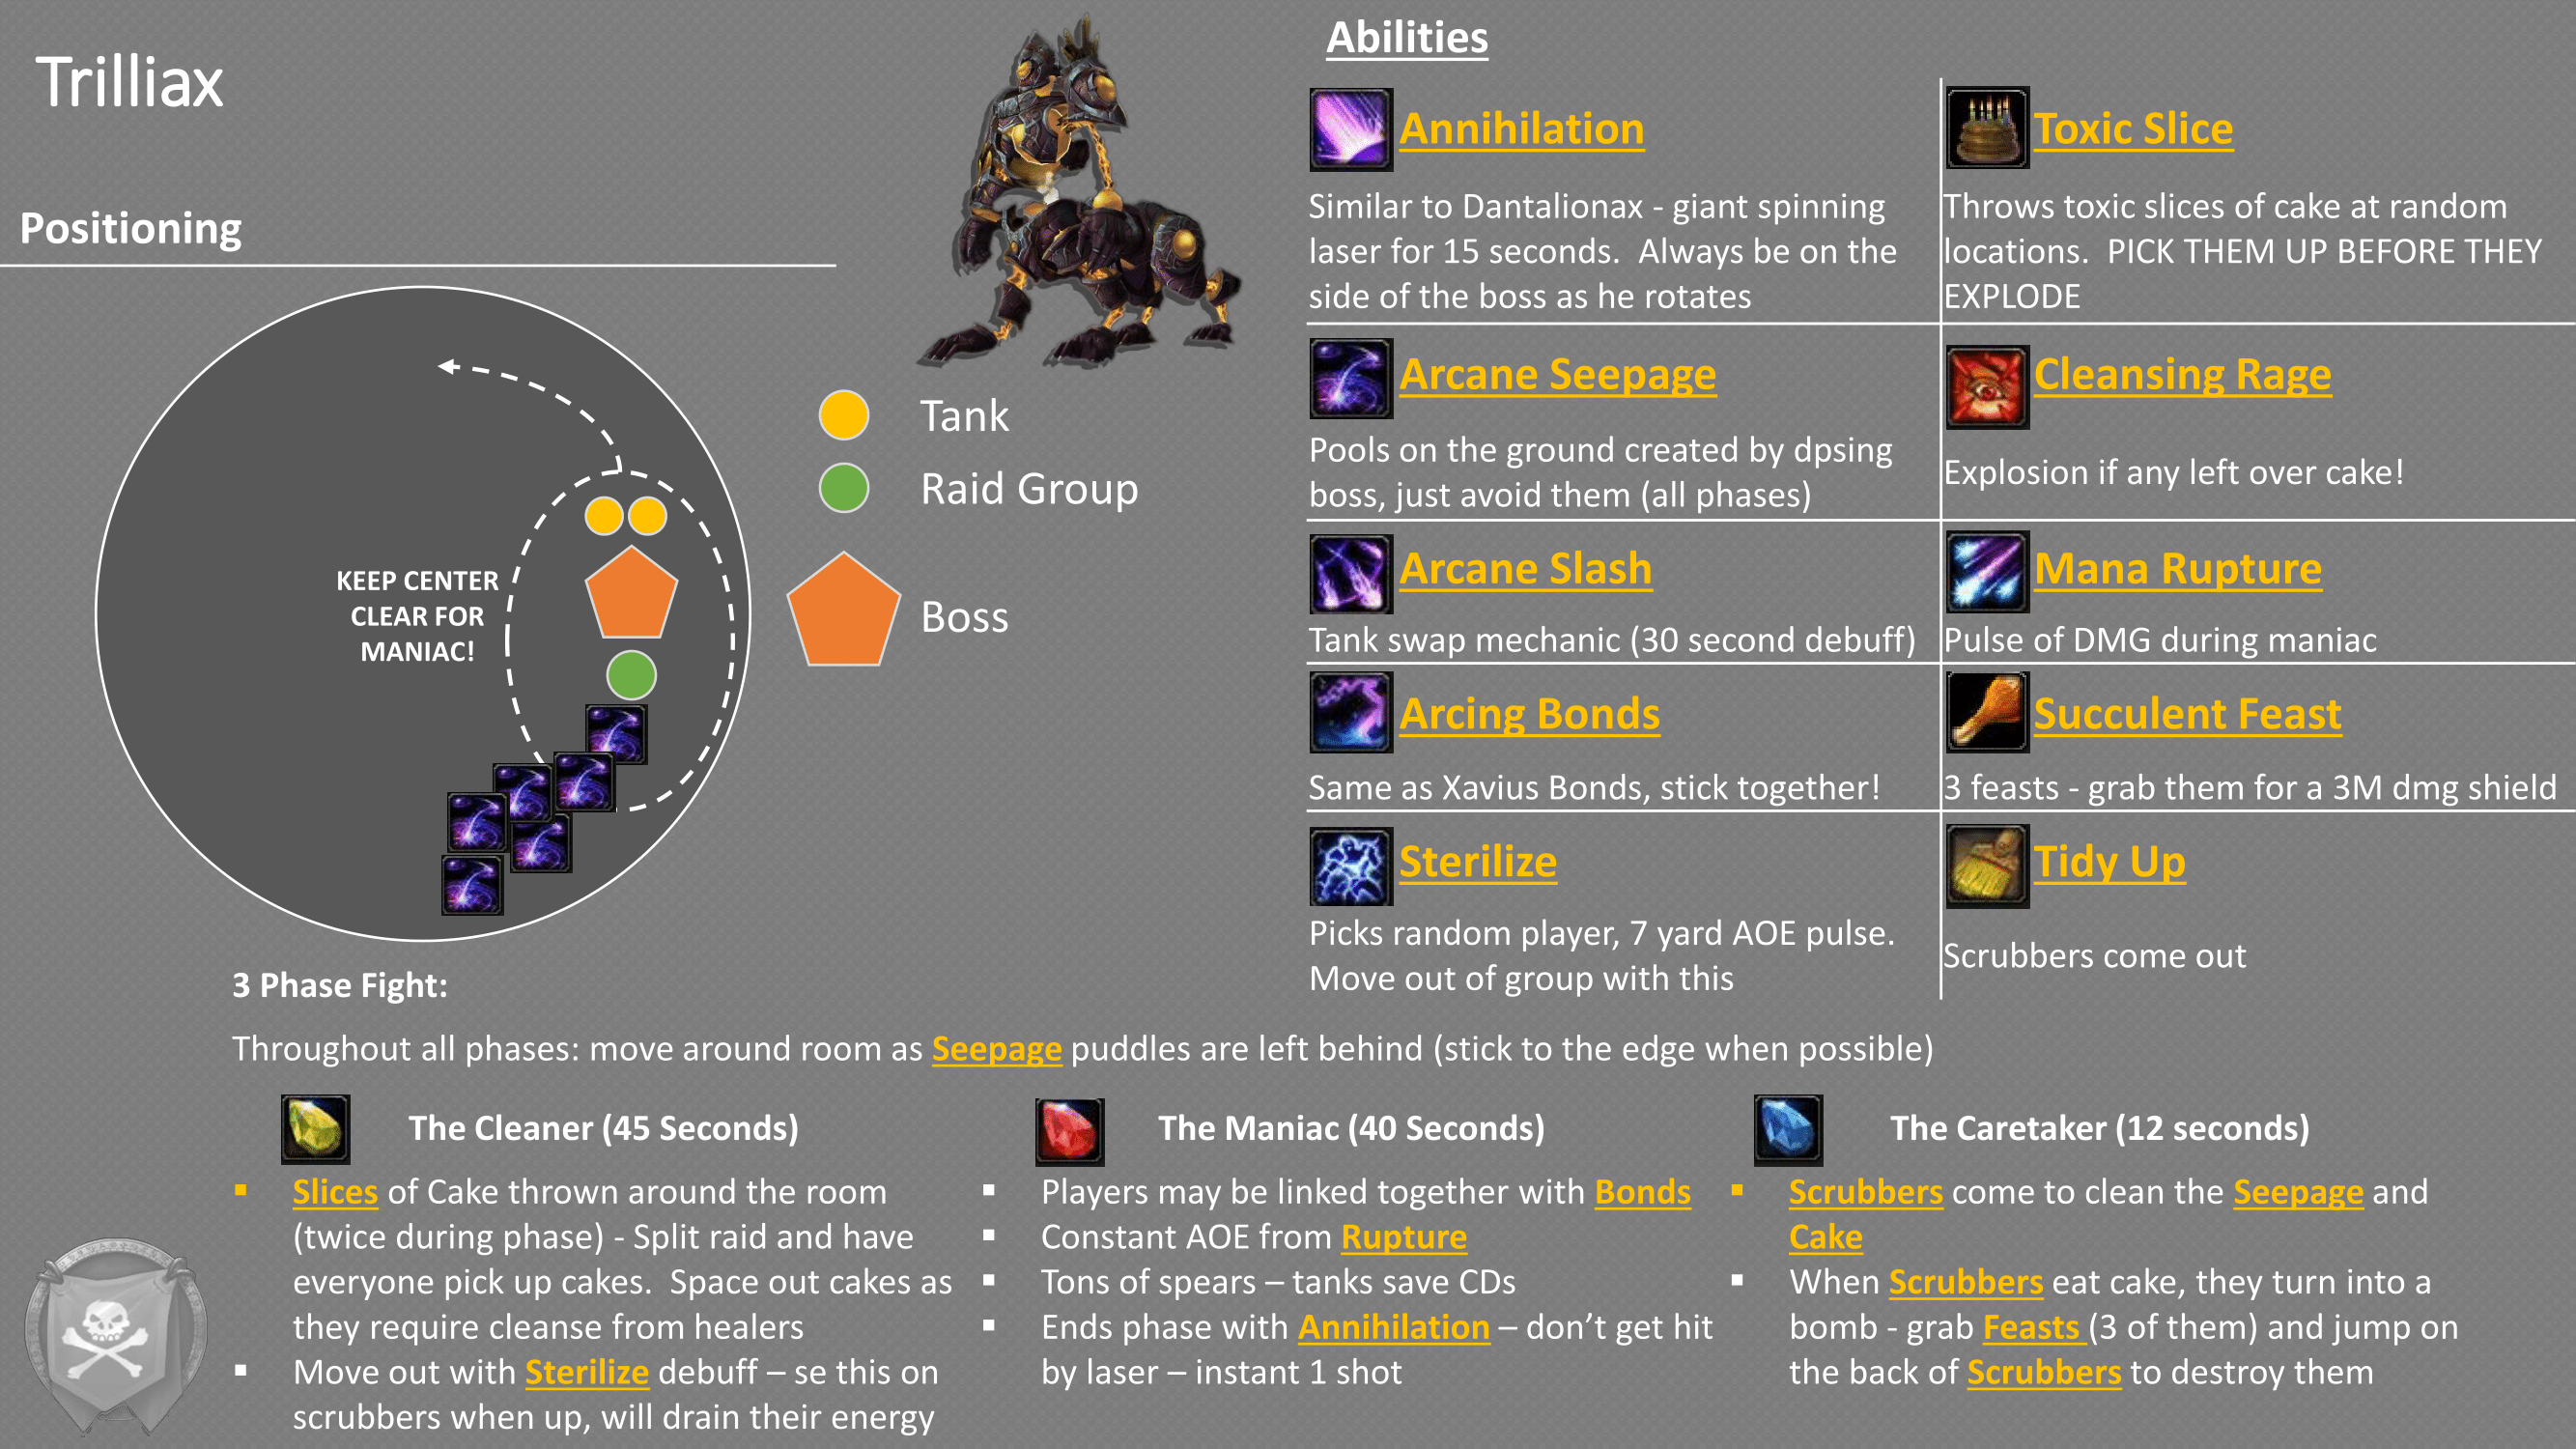 Trilliax
Positioning
KEEP CENTER
CLEAR FOR
MANIAC!
Tank
Raid Group
Boss
Abilities
Annihilation
Similar to Dantalionax - giant spinning
laser for 15 seconds.  Always be on the
side of the boss as he rotates
Toxic Slice
Throws toxic slices of cake at random
locations.  PICK THEM UP BEFORE THEY
EXPLODE
Arcane Seepage
Pools on the ground created by dpsing
boss, just avoid them (all phases)
Cleansing Rage
Explosion if any left over cake!
Arcane Slash
Tank swap mechanic (30 second debuff)
Mana Rupture
Pulse of DMG during maniac
Arcing Bonds
Same as Xavius Bonds, stick together!
Succulent Feast
3 feasts - grab them for a 3M dmg shield
Sterilize
Picks random player, 7 yard AOE pulse.
Move out of group with this
Tidy Up
Scrubbers come out
3 Phase Fight:
Throughout all phases: move around room as Seepage puddles are left behind (stick to the edge when possible)
The Cleaner (45 Seconds)
▪ Slices of Cake thrown around the room
(twice during phase) - Split raid and have
everyone pick up cakes.  Space out cakes as
they require cleanse from healers
▪ Move out with Sterilize debuff – se this on
scrubbers when up, will drain their energy
The Maniac (40 Seconds)
▪ Players may be linked together with Bonds
▪ Constant AOE from Rupture
▪ Tons of spears – tanks save CDs
▪ Ends phase with Annihilation – don’t get hit
by laser – instant 1 shot
The Caretaker (12 seconds)
▪ Scrubbers come to clean the Seepage and
Cake
▪ When Scrubbers eat cake, they turn into a
bomb - grab Feasts (3 of them) and jump on
the back of Scrubbers to destroy them